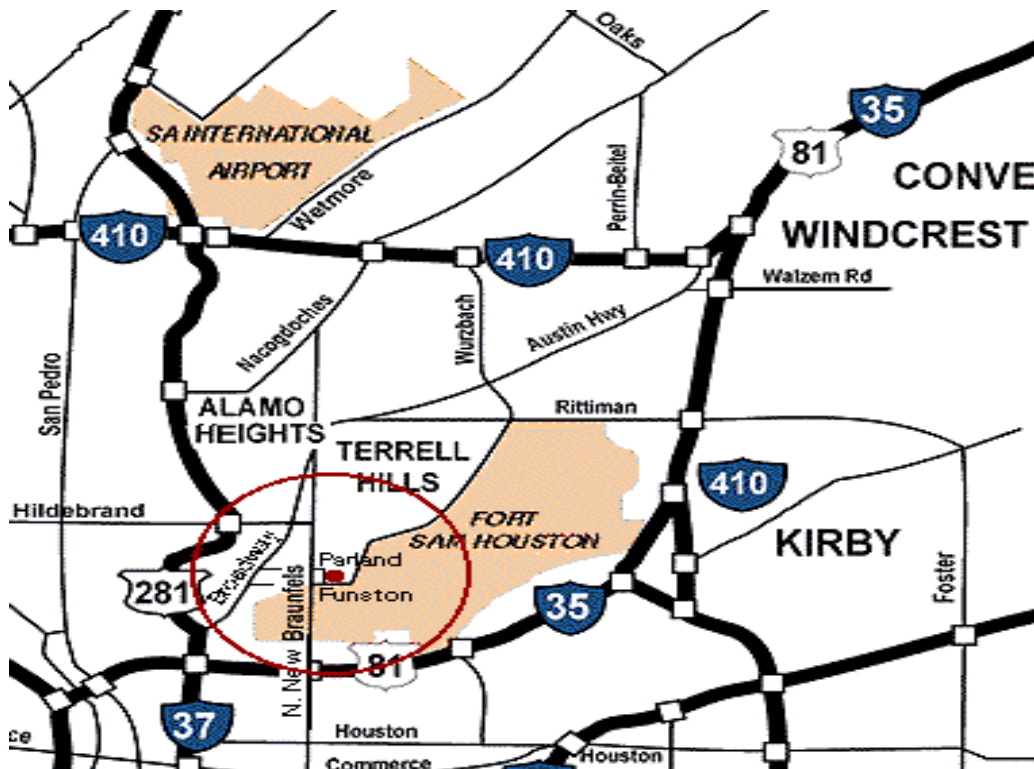 Oaks
35
SA INTERNATIONAL
AIRPORT
81
CONVE
Perrin-Beitel
Wetmore
410
410
WINDCREST
Walzem Rd
Nacogdoches
Wurzbach
Austin Hwy
San Pedro
ALAMO
HEIGHTS
Rittiman
TERRELL
HILLS
410
Hildebrand
FORT
SAM HOUSTON
KIRBY
Broadway
Parland
281
Funston
35
Foster
N. New Braunfels
81
37
Houston
Houston
Commerce
ce